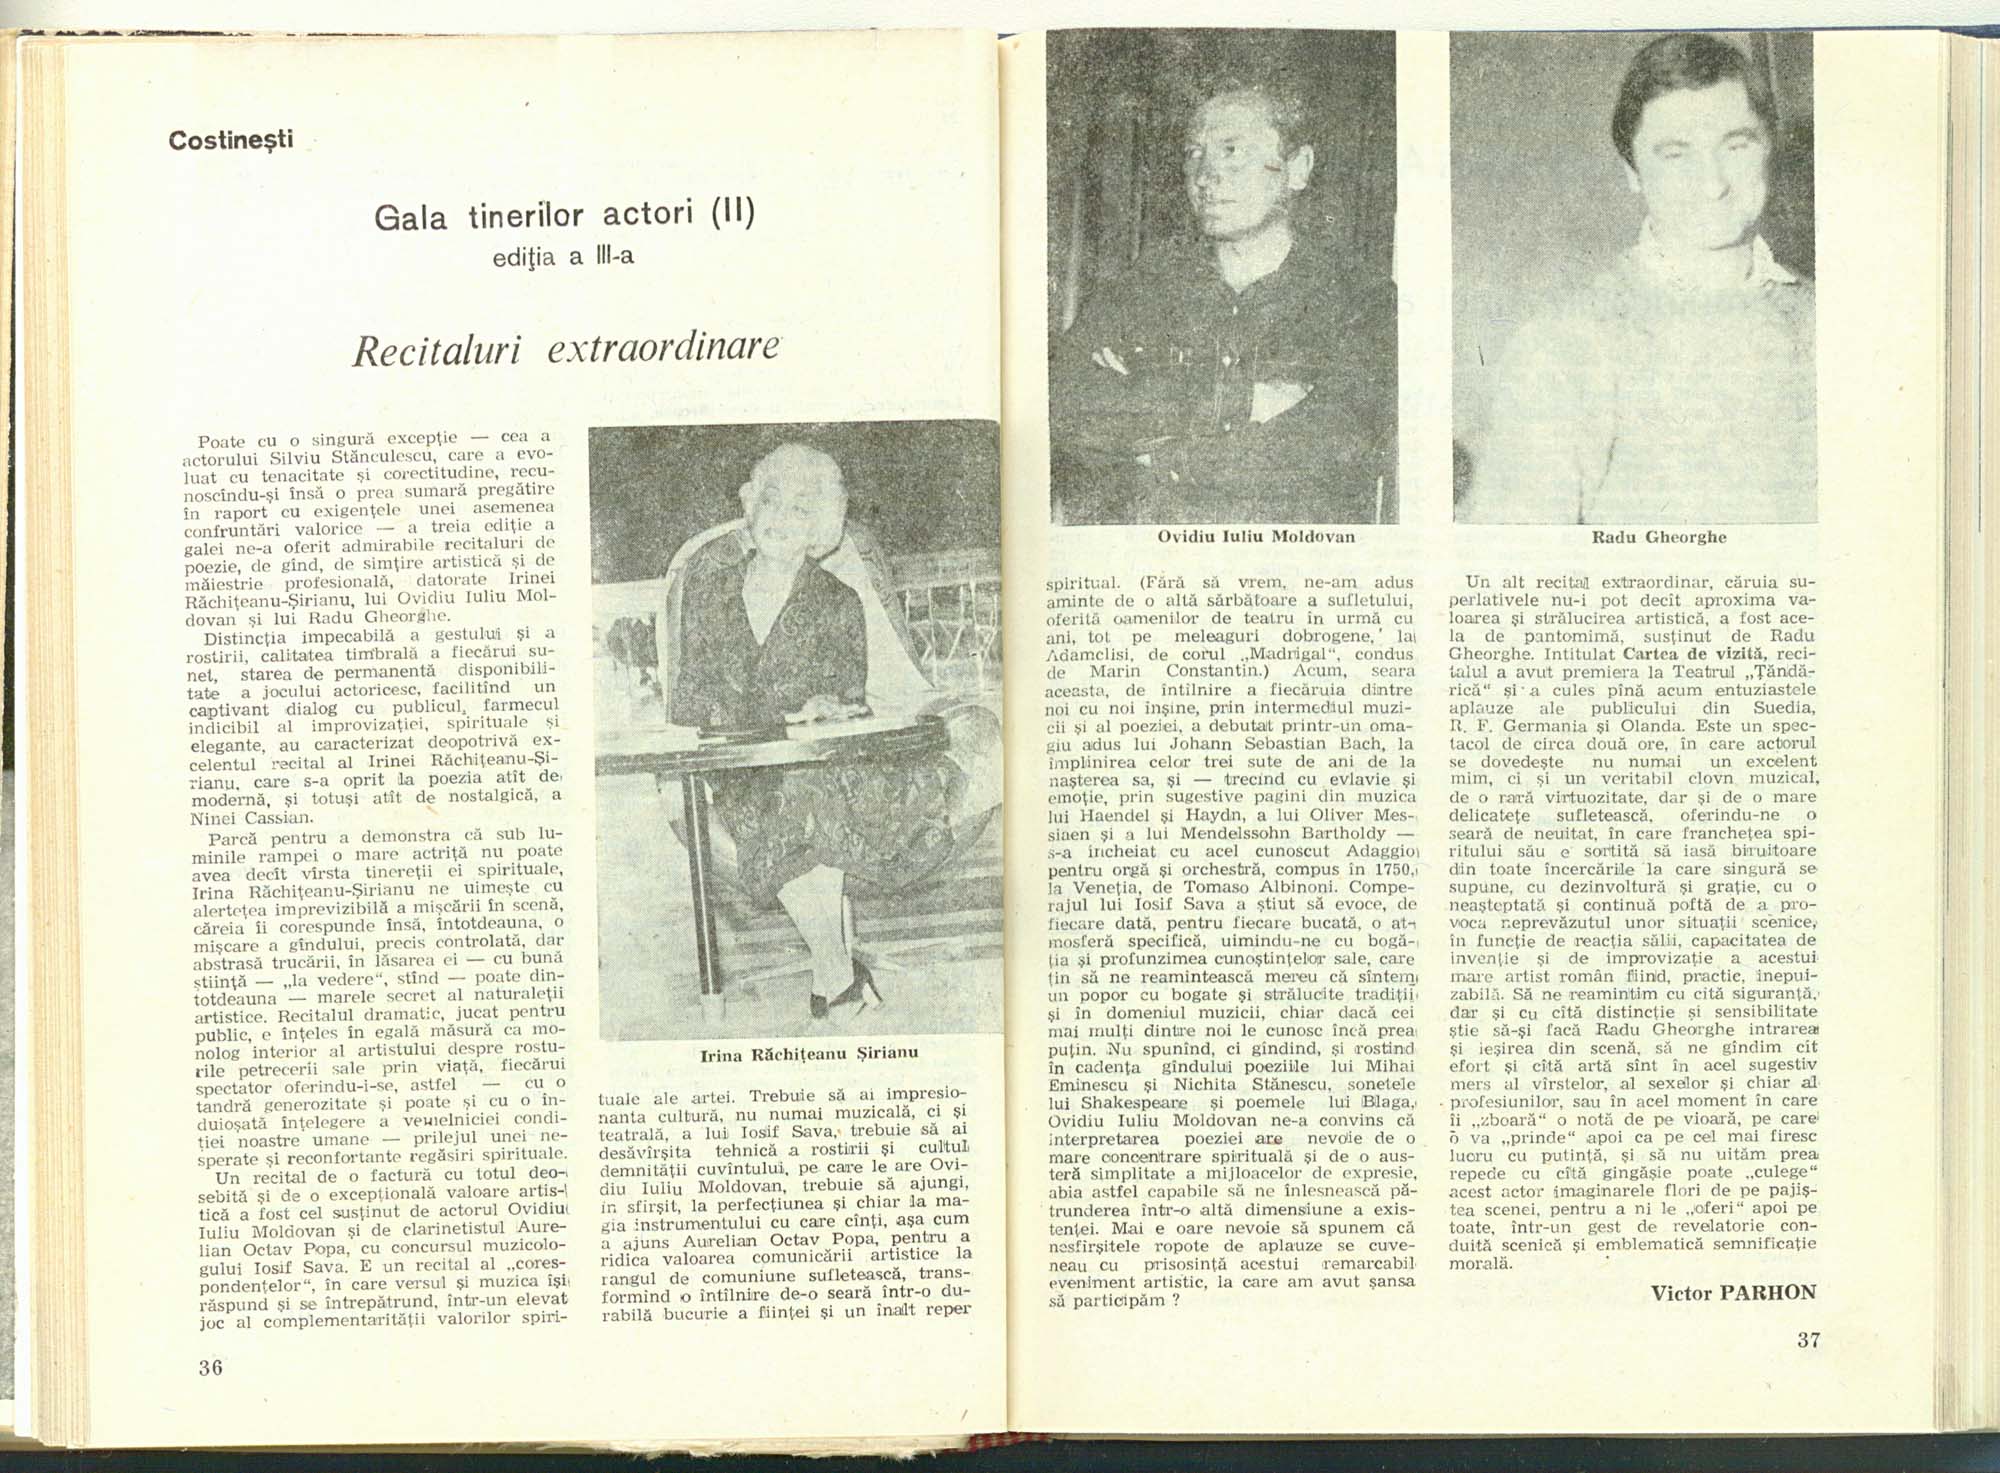 Costinești
Gala tinerilor actori (II)
ediția a III-a
Recitaluri extraordinare
Poate cu o singură excepție — cea a
actorului Silviu Stănculescu, care a evo-
luat cu tenacitate și corectitudine, recu-
noscîndu-și însă o prea sumară pregătire
în raport cu exigențele unei asemenea
confruntări valorice — a treia ediție a
galei ne-a oferit admirabile recitaluri de
poezie, de gînd, de simțire artistică și de
măiestrie profesională, datorate Irinei
Răchițeanu-Șirianu, lui Ovidiu Iuliu Mol-
dovan și lui Radu Gheorghe.
Distincția impecabilă a gestului și a
rostirii, calitatea timbrală a fiecărui su-
net, starea de permanentă disponibili-
tate a jocului actoricesc, facilitînd un
captivant dialog cu publicul, farmecul
indicibil al improvizației, spirituale și
elegante, au caracterizat deopotrivă ex-
celentul recital al Irinei Răchițeanu-Și-
rianu, care s-a oprit la poezia atît de
modernă, și totuși atît de nostalgică, a
Ninei Cassian.
Parcă pentru a demonstra că sub lu-
minile rampei o mare actriță nu poate
avea decît vîrsta tinereții ei spirituale,
Irina Răchițeanu-Șirianu ne uimește cu
alertețea imprevizibilă a mișcării în scenă,
căreia îi corespunde însă, întotdeauna, o
mișcare a gîndului, precis controlată, dar
abstrasă trucării, în lăsarea ei — cu bună
știință — „la vedere“, stînd — poate din-
totdeauna — marele secret al naturaleții
artistice. Recitalul dramatic, jucat pentru
public, e înțeles în egală măsură ca mo-
nolog interior al artistului despre rostu-
rile petrecerii sale prin viață, fiecărui
spectator oferindu-i-se, astfel — cu o
tandră generozitate și poate și cu o în-
duioșată înțelegere a vemelniciei condi-
ției noastre umane — prilejul unei ne-
sperate și reconfortante regăsiri spirituale.
Un recital de o factură cu totul deo-
sebită și de o excepțională valoare artis-
tică a fost cel susținut de actorul Ovidiu
Iuliu Moldovan și de clarinetistul Aure-
lian Octav Popa, cu concursul muzicolo-
gului Iosif Sava. E un recital al „cores-
pondențelor“, în care versul și muzica își
răspund și se întrepătrund, într-un elevat
joc al complementarității valorilor spiri-
36
Irina Răchițeanu Șirianu
tuale ale artei. Trebuie să ai impresio-
nanta cultură, nu numai muzicală, ci și
teatrală, a lui Iosif Sava, trebuie să ai
desăvîrșita tehnică a rostirii și cultul
demnității cuvîntului, pe care le are Ovi-
diu Iuliu Moldovan, trebuie să ajungi,
în sfîrșit, la perfecțiunea și chiar la ma-
gia instrumentului cu care cînți, așa cum
a ajuns Aurelian Octav Popa, pentru a
ridica valoarea comunicării artistice la
rangul de comuniune sufletească, trans-
formînd o întîlnire de-o seară într-o du-
rabilă bucurie a ființei și un înalt reper
Ovidiu Iuliu Moldovan
spiritual. (Fără să vrem, ne-am adus
aminte de o altă sărbătoare a sufletului,
oferită oamenilor de teatru în urmă cu
ani, tot pe meleaguri dobrogene, la
Adamclisi, de corul „Madrigal“, condus
de Marin Constantin.) Acum, seara
aceasta, de întîlnire a fiecăruia dintre
noi cu noi înșine, prin intermediul muzi-
cii și al poeziei, a debutat printr-un oma-
giu adus lui Johann Sebastian Bach, la
împlinirea celor trei sute de ani de la
nașterea sa, și — trecînd cu evlavie și
emoție, prin sugestive pagini din muzica
lui Haendel și Haydn, a lui Oliver Mes-
siaen și a lui Mendelssohn Bartholdy —
s-a încheiat cu acel cunoscut Adaggio
pentru orgă și orchestră, compus în 1750,
la Veneția, de Tomaso Albinoni. Compe-
rajul lui Iosif Sava a știut să evoce, de
fiecare dată, pentru fiecare bucată, o at-
mosferă specifică, uimindu-ne cu bogă-
ția și profunzimea cunoștințelor sale, care
țin să ne reamintească mereu că sîntem
un popor cu bogate și strălucite tradiții
și în domeniul muzicii, chiar dacă cei
mai mulți dintre noi le cunosc încă prea
puțin. Nu spunînd, ci gîndind, și rostind
în cadența gîndului poeziile lui Mihai
Eminescu și Nichita Stănescu, sonetele
lui Shakespeare și poemele lui Blaga,
Ovidiu Iuliu Moldovan ne-a convins că
interpretarea poeziei are nevoie de o
mare concentrare spirituală și de o aus-
teră simplitate a mijloacelor de expresie,
abia astfel capabile să ne înlesnească pă-
trunderea într-o altă dimensiune a exis-
tenței. Mai e oare nevoie să spunem că
nesfîrșitele ropote de aplauze se cuve-
neau cu prisosință acestui remarcabil
eveniment artistic, la care am avut șansa
să participăm ?
Radu Gheorghe
Un alt recital extraordinar, căruia su-
perlativele nu-i pot decît aproxima va-
loarea și strălucirea artistică, a fost ace-
la de pantomimă, susținut de Radu
Gheorghe. Intitulat Cartea de vizită, reci-
talul a avut premiera la Teatrul „Țăndă-
rică“ și a cules pînă acum entuziastele
aplauze ale publicului din Suedia,
R. F. Germania și Olanda. Este un spec-
tacol de circa două ore, în care actorul
se dovedește nu numai un excelent
mim, ci și un veritabil clovn muzical,
de o rară virtuozitate, dar și de o mare
delicatețe sufletească, oferindu-ne o
seară de neuitat, în care franchețea spi-
ritului său e sortită să iasă biruitoare
din toate încercările la care singură se
supune, cu dezinvoltură și grație, cu o
neașteptată și continuă poftă de a pro-
voca neprevăzutul unor situații scenice,
în funcție de reacția sălii, capacitatea de
invenție și de improvizație a acestui
mare artist român fiind, practic, inepui-
zabilă. Să ne reamintim cu cîtă siguranță,
dar și cu cîtă distincție și sensibilitate
știe să-și facă Radu Gheorghe intrarea
și ieșirea din scenă, să ne gîndim cît
efort și cîtă artă sînt în acel sugestiv
mers al vîrstelor, al sexelor și chiar al
profesiunilor, sau în acel moment în care
îi „zboară“ o notă de pe vioară, pe care
o va „prinde“ apoi ca pe cel mai firesc
lucru cu putință, și să nu uităm prea
repede cu cîtă gingășie poate „culege“
acest actor imaginarele flori de pe pajiș-
tea scenei, pentru a ni le „oferi“ apoi pe
toate, într-un gest de revelatorie con-
duită scenică și emblematică semnificație
morală.
Victor PARHON
37